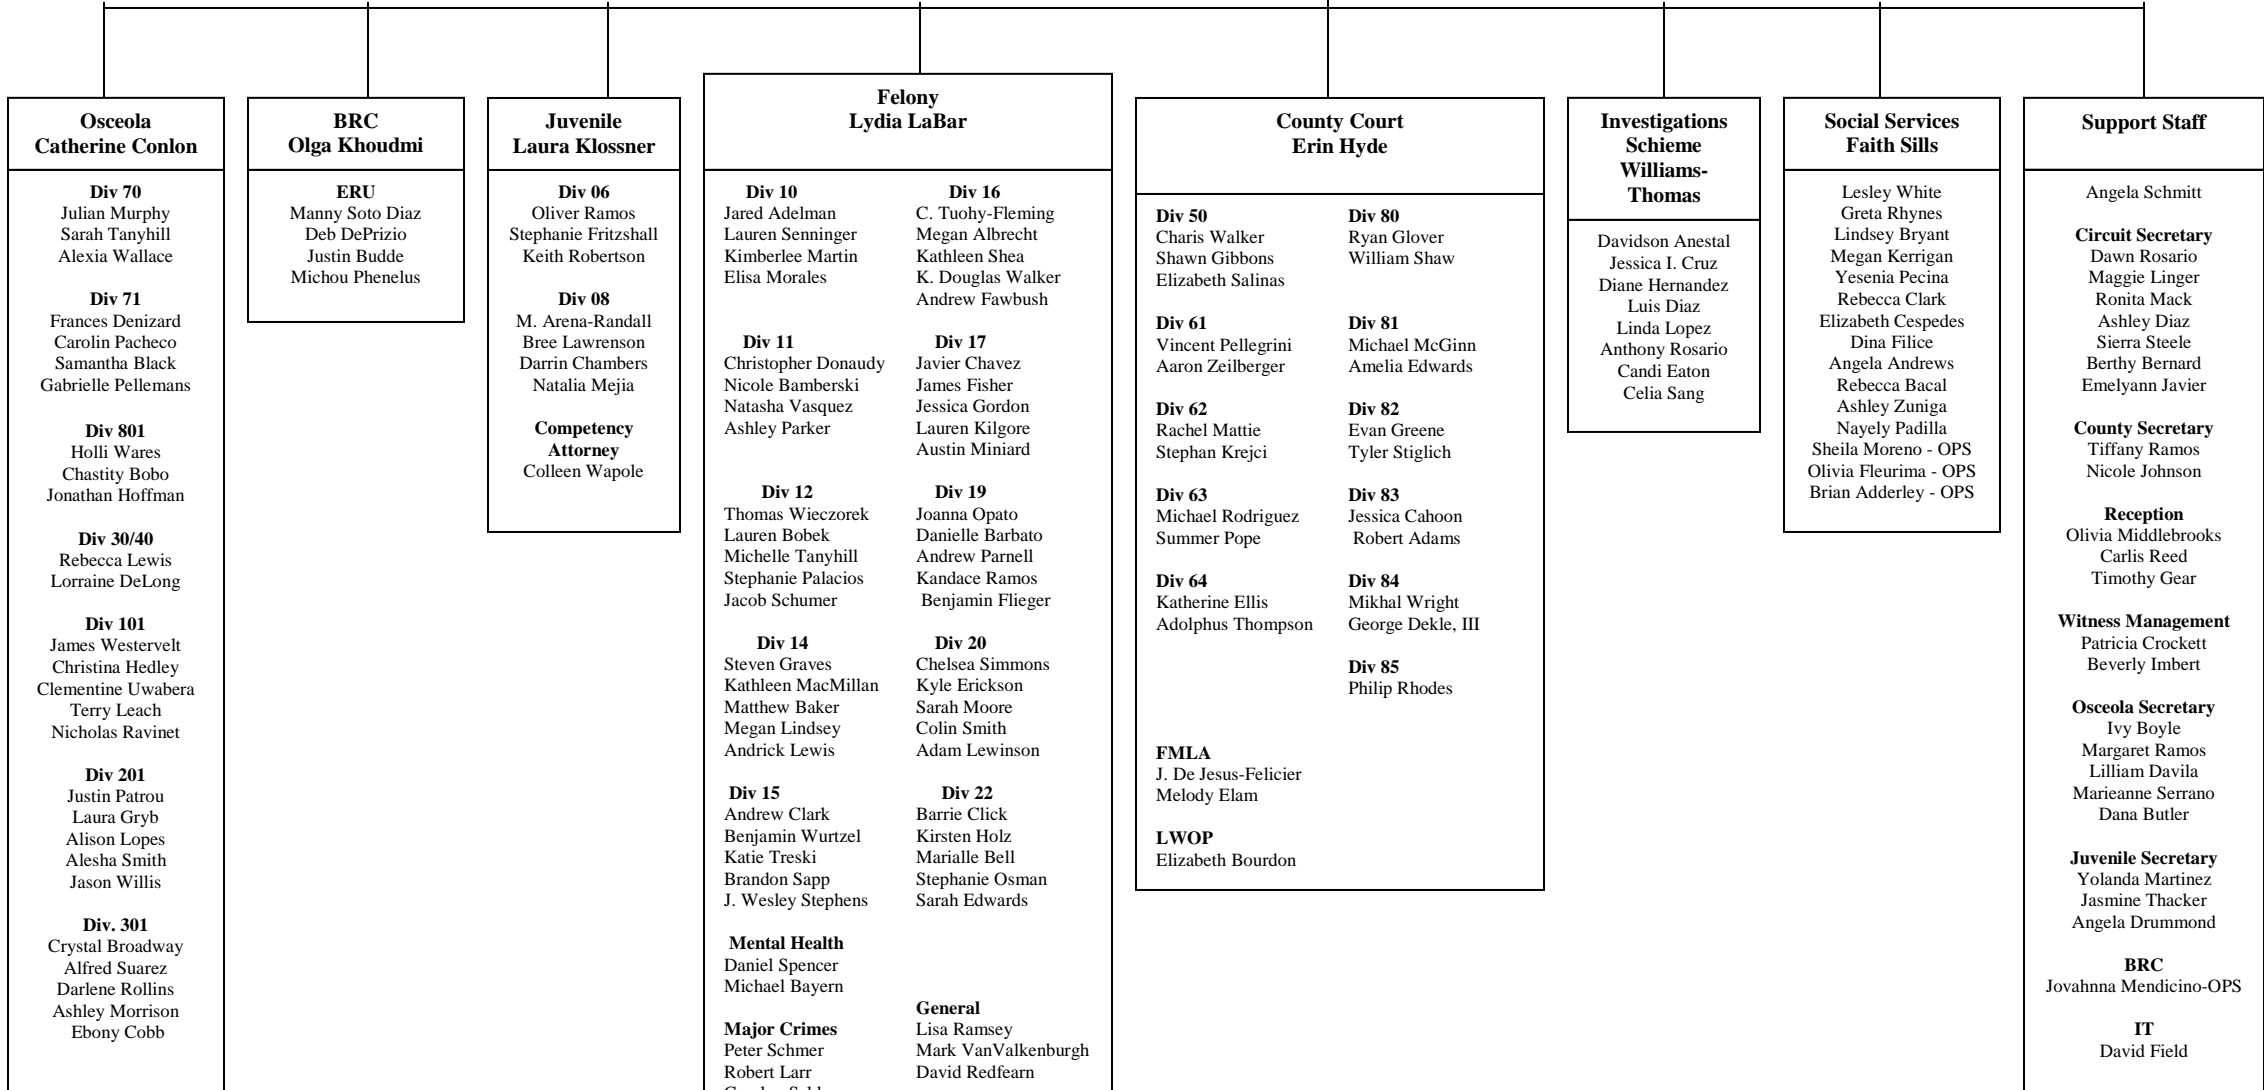 Osceola
Catherine Conlon
Div 70
Julian Murphy
Sarah Tanyhill
Alexia Wallace
Div 71
Frances Denizard
Carolin Pacheco
Samantha Black
Gabrielle Pellemans
Div 801
Holli Wares
Chastity Bobo
Jonathan Hoffman
Div 30/40
Rebecca Lewis
Lorraine DeLong
Div 101
James Westervelt
Christina Hedley
Clementine Uwabera
Terry Leach
Nicholas Ravinet
Div 201
Justin Patrou
Laura Gryb
Alison Lopes
Alesha Smith
Jason Willis
Div. 301
Crystal Broadway
Alfred Suarez
Darlene Rollins
Ashley Morrison
Ebony Cobb
BRC
Olga Khoudmi
ERU
Manny Soto Diaz
Deb DePrizio
Justin Budde
Michou Phenelus
Juvenile
Laura Klossner
Div 06
Oliver Ramos
Stephanie Fritzshall
Keith Robertson
Div 08
M. Arena-Randall
Bree Lawrenson
Darrin Chambers
Natalia Mejia
Competency
Attorney
Colleen Wapole
Felony
Lydia LaBar
Div 10
Jared Adelman
Lauren Senninger
Kimberlee Martin
Elisa Morales
Div 11
Christopher Donaudy
Nicole Bamberski
Natasha Vasquez
Ashley Parker
Div 12
Thomas Wieczorek
Lauren Bobek
Michelle Tanyhill
Stephanie Palacios
Jacob Schumer
Div 14
Steven Graves
Kathleen MacMillan
Matthew Baker
Megan Lindsey
Andrick Lewis
Div 15
Andrew Clark
Benjamin Wurtzel
Katie Treski
Brandon Sapp
J. Wesley Stephens
Mental Health
Daniel Spencer
Michael Bayern
Major Crimes
Peter Schmer
Robert Larr
Div 16
C. Tuohy-Fleming
Megan Albrecht
Kathleen Shea
K. Douglas Walker
Andrew Fawbush
Div 17
Javier Chavez
James Fisher
Jessica Gordon
Lauren Kilgore
Austin Miniard
Div 19
Joanna Opato
Danielle Barbato
Andrew Parnell
Kandace Ramos
Benjamin Flieger
Div 20
Chelsea Simmons
Kyle Erickson
Sarah Moore
Colin Smith
Adam Lewinson
Div 22
Barrie Click
Kirsten Holz
Marialle Bell
Stephanie Osman
Sarah Edwards
General
Lisa Ramsey
Mark VanValkenburgh
David Redfearn
County Court
Erin Hyde
Div 50
Charis Walker
Shawn Gibbons
Elizabeth Salinas
Div 61
Vincent Pellegrini
Aaron Zeilberger
Div 62
Rachel Mattie
Stephan Krejci
Div 63
Michael Rodriguez
Summer Pope
Div 64
Katherine Ellis
Adolphus Thompson
FMLA
J. De Jesus-Felicier
Melody Elam
LWOP
Elizabeth Bourdon
Div 80
Ryan Glover
William Shaw
Div 81
Michael McGinn
Amelia Edwards
Div 82
Evan Greene
Tyler Stiglich
Div 83
Jessica Cahoon
Robert Adams
Div 84
Mikhal Wright
George Dekle, III
Div 85
Philip Rhodes
Investigations
Schieme
Williams-
Thomas
Davidson Anestal
Jessica I. Cruz
Diane Hernandez
Luis Diaz
Linda Lopez
Anthony Rosario
Candi Eaton
Celia Sang
Social Services
Faith Sills
Lesley White
Greta Rhynes
Lindsey Bryant
Megan Kerrigan
Yesenia Pecina
Rebecca Clark
Elizabeth Cespedes
Dina Filice
Angela Andrews
Rebecca Bacal
Ashley Zuniga
Nayely Padilla
Sheila Moreno - OPS
Olivia Fleurima - OPS
Brian Adderley - OPS
Support Staff
Angela Schmitt
Circuit Secretary
Dawn Rosario
Maggie Linger
Ronita Mack
Ashley Diaz
Sierra Steele
Berthy Bernard
Emelyann Javier
County Secretary
Tiffany Ramos
Nicole Johnson
Reception
Olivia Middlebrooks
Carlis Reed
Timothy Gear
Witness Management
Patricia Crockett
Beverly Imbert
Osceola Secretary
Ivy Boyle
Margaret Ramos
Lilliam Davila
Marieanne Serrano
Dana Butler
Juvenile Secretary
Yolanda Martinez
Jasmine Thacker
Angela Drummond
BRC
Jovahnna Mendicino-OPS
IT
David Field